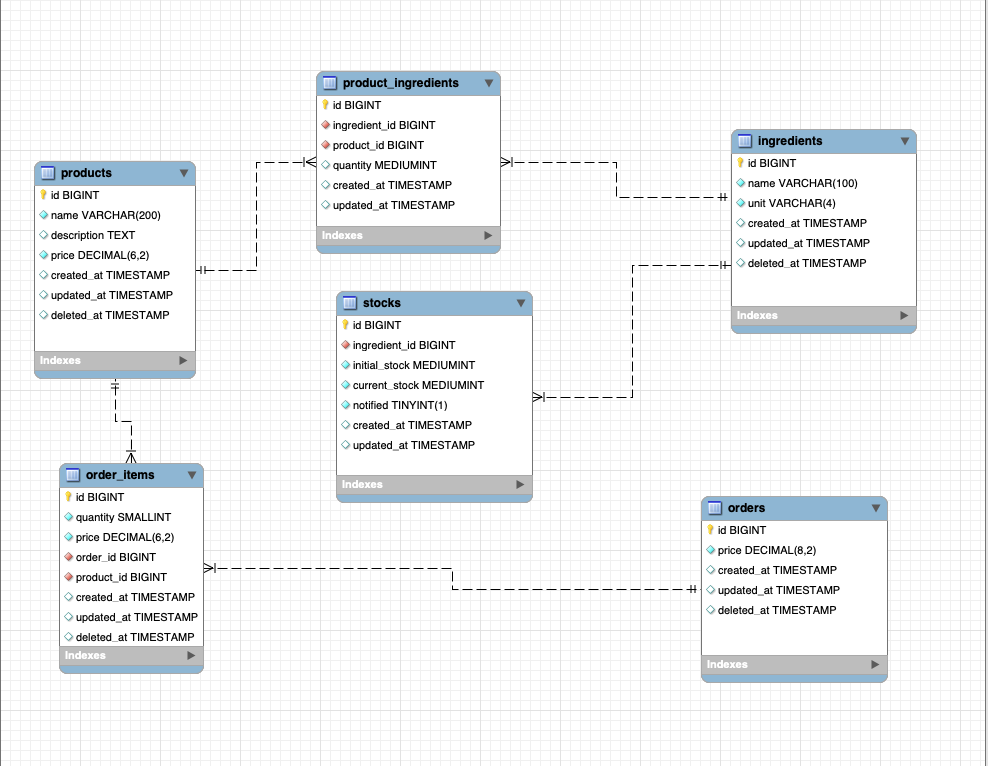 product_ingredients
id BIGINT
ingredient_id BIGINT
product_id BIGINT
quantity MEDIUMINT
created_at TIMESTAMP
updated_at TIMESTAMP
Indexes
ingredients
id BIGINT
name VARCHAR(100)
unit VARCHAR(4)
created_at TIMESTAMP
updated_at TIMESTAMP
deleted_at TIMESTAMP
Indexes
products
id BIGINT
name VARCHAR(200)
description TEXT
price DECIMAL(6,2)
created_at TIMESTAMP
updated_at TIMESTAMP
deleted_at TIMESTAMP
Indexes
stocks
id BIGINT
ingredient_id BIGINT
initial_stock MEDIUMINT
current_stock MEDIUMINT
notified TINYINT(1)
created_at TIMESTAMP
updated_at TIMESTAMP
Indexes
order_items
id BIGINT
quantity SMALLINT
price DECIMAL(6,2)
order_id BIGINT
product_id BIGINT
created_at TIMESTAMP
updated_at TIMESTAMP
deleted_at TIMESTAMP
Indexes
orders
id BIGINT
price DECIMAL(8,2)
created_at TIMESTAMP
updated_at TIMESTAMP
deleted_at TIMESTAMP
Indexes